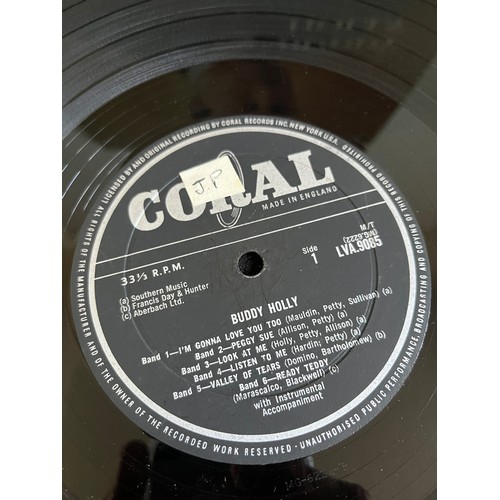 ALL RIGHTS OF THE MANUFACTURER AND OF THE OWNER OF THE RECORDED WORK RESERVED - UNAUTHORISED PUBLIC PERFORMANCE, BROADCASTING AND COPYING OF THIS RECORD PROHIBITED
LICENSED BY AND ORIGINAL RECORDING BY CORAL RECORDS INC. NEW YORK U.S.A.
CORAL
J.P
MADE IN ENGLAND
33⅓ R.P.M.
(a) Southern Music
(b) Francis Day & Hunter
(c) Aberbach Ltd.
Side
1
J/M
(MG.6222)
LVA.9085
BUDDY HOLLY
Band 1—I'M GONNA LOVE YOU TOO (Mauldin, Petty, Sullivan) (a)
Band 2—PEGGY SUE (Allison, Petty) (a)
Band 3—LOOK AT ME (Holly, Petty, Allison) (a)
Band 4—LISTEN TO ME (Hardin; Petty) (a)
Band 5—VALLEY OF TEARS (Domino, Bartholomew) (b)
Band 6—READY TEDDY
(Marascalco, Blackwell) (c)
with Instrumental
Accompaniment